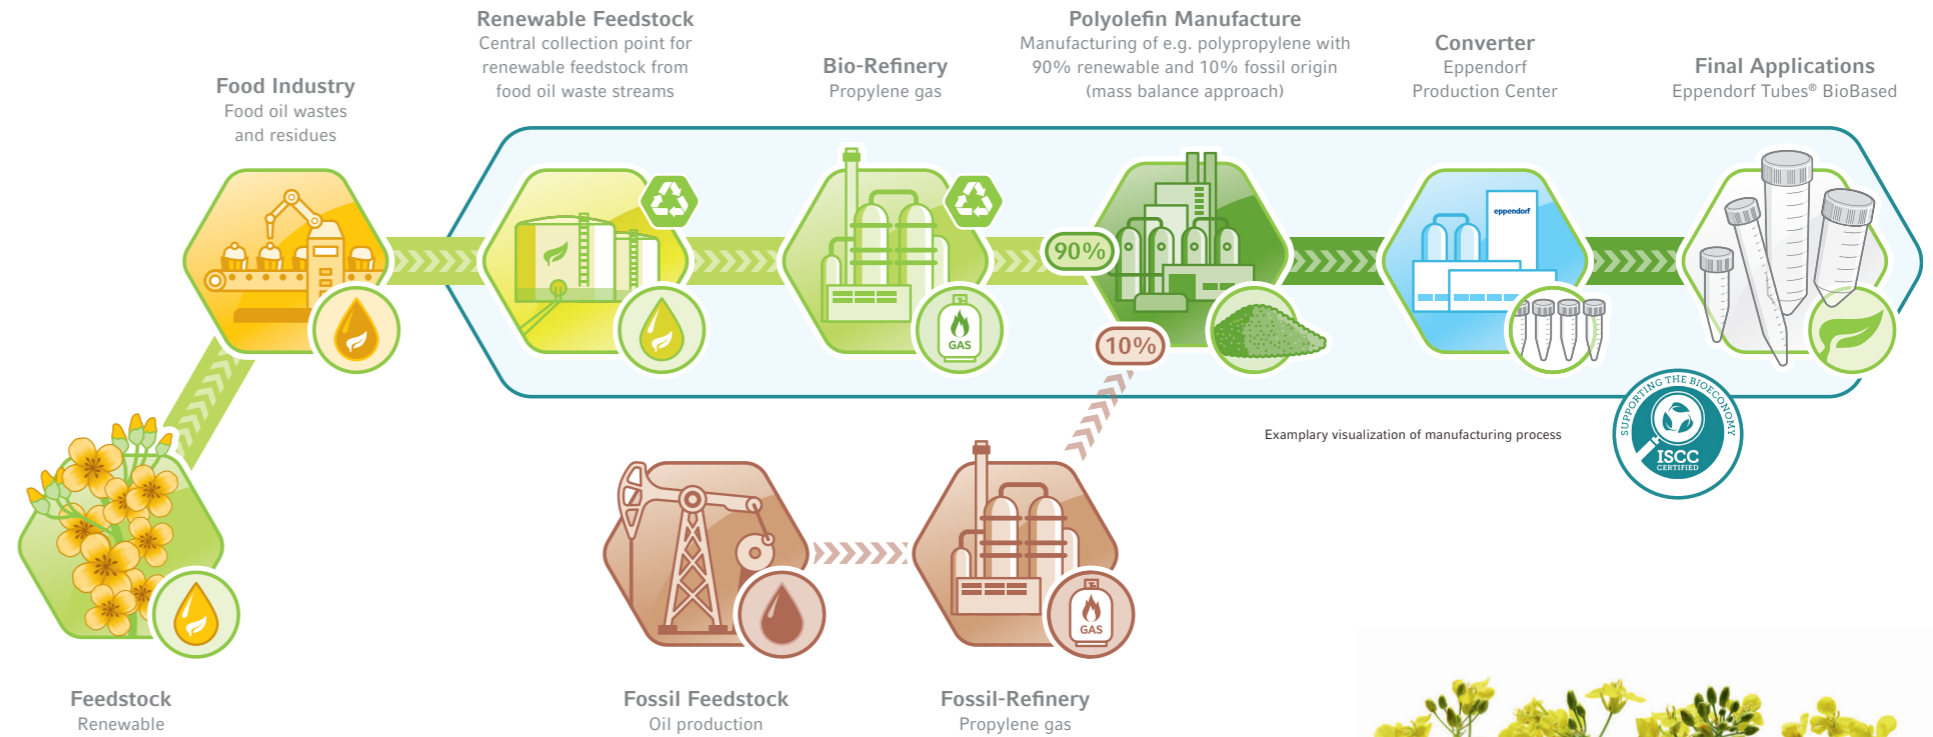 Renewable Feedstock
Central collection point for
renewable feedstock from
food oil waste streams
Polyolefin Manufacture
Manufacturing of e.g. polypropylene with
90% renewable and 10% fossil origin
(mass balance approach)
Converter
Eppendorf
Production Center
Bio-Refinery
Propylene gas
Final Applications
Eppendorf Tubes® BioBased
Food Industry
Food oil wastes
and residues
eppendorf
90%
GAS
10%
SUPPORTING THE BIOECONOMY
ISCC
CERTIFIED
Examplary visualization of manufacturing process
GAS
Feedstock
Renewable
Fossil Feedstock
Oil production
Fossil-Refinery
Propylene gas